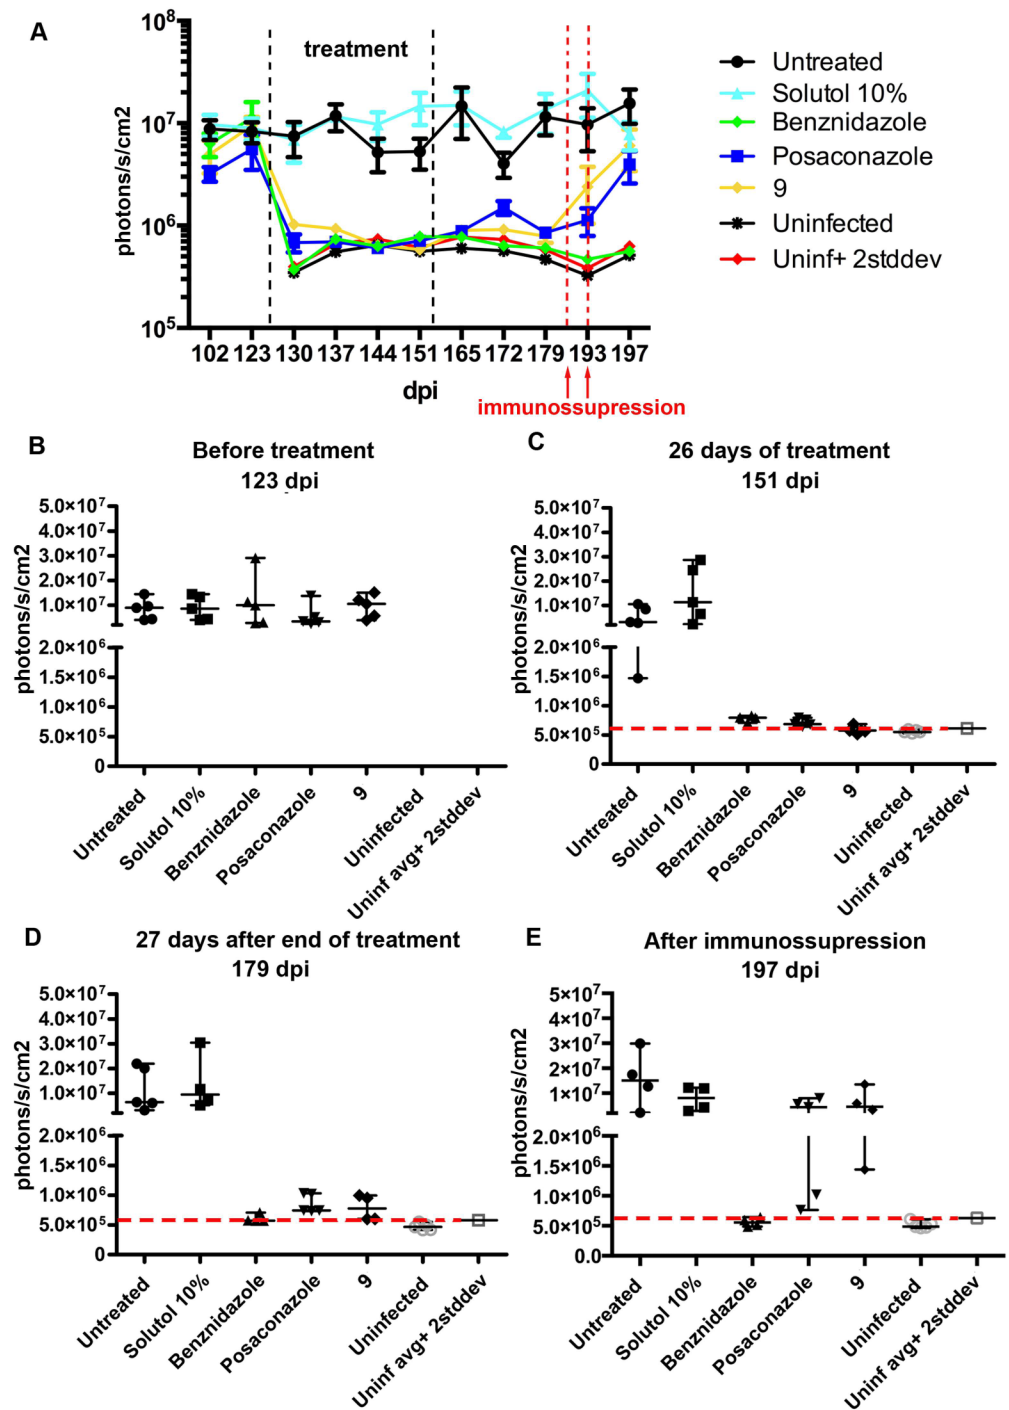 A
10^8
10^7
10^6
10^5
photons/s/cm2
treatment
102 123 130 137 144 151 165 172 179 193 197
dpi
immunossupression
Untreated
Solutol 10%
Benznidazole
Posaconazole
9
Uninfected
Uninf+ 2stddev
B
Before treatment
123 dpi
photons/s/cm2
5.0×10^7
4.0×10^7
3.0×10^7
2.0×10^7
1.0×10^7
2.0×10^6
1.5×10^6
1.0×10^6
5.0×10^5
0
Untreated
Solutol 10%
Benznidazole
Posaconazole
9
Uninfected
Uninf avg+ 2stddev
C
26 days of treatment
151 dpi
photons/s/cm2
5.0×10^7
4.0×10^7
3.0×10^7
2.0×10^7
1.0×10^7
2.0×10^6
1.5×10^6
1.0×10^6
5.0×10^5
0
Untreated
Solutol 10%
Benznidazole
Posaconazole
9
Uninfected
Uninf avg+ 2stddev
D
27 days after end of treatment
179 dpi
photons/s/cm2
5.0×10^7
4.0×10^7
3.0×10^7
2.0×10^7
1.0×10^7
2.0×10^6
1.5×10^6
1.0×10^6
5.0×10^5
0
Untreated
Solutol 10%
Benznidazole
Posaconazole
9
Uninfected
Uninf avg+ 2stddev
E
After immunossupression
197 dpi
photons/s/cm2
5×10^7
4×10^7
3×10^7
2×10^7
1×10^7
2.0×10^6
1.5×10^6
1.0×10^6
5.0×10^5
0.0
Untreated
Solutol 10%
Benznidazole
Posaconazole
9
Uninfected
Uninf avg+ 2stddev